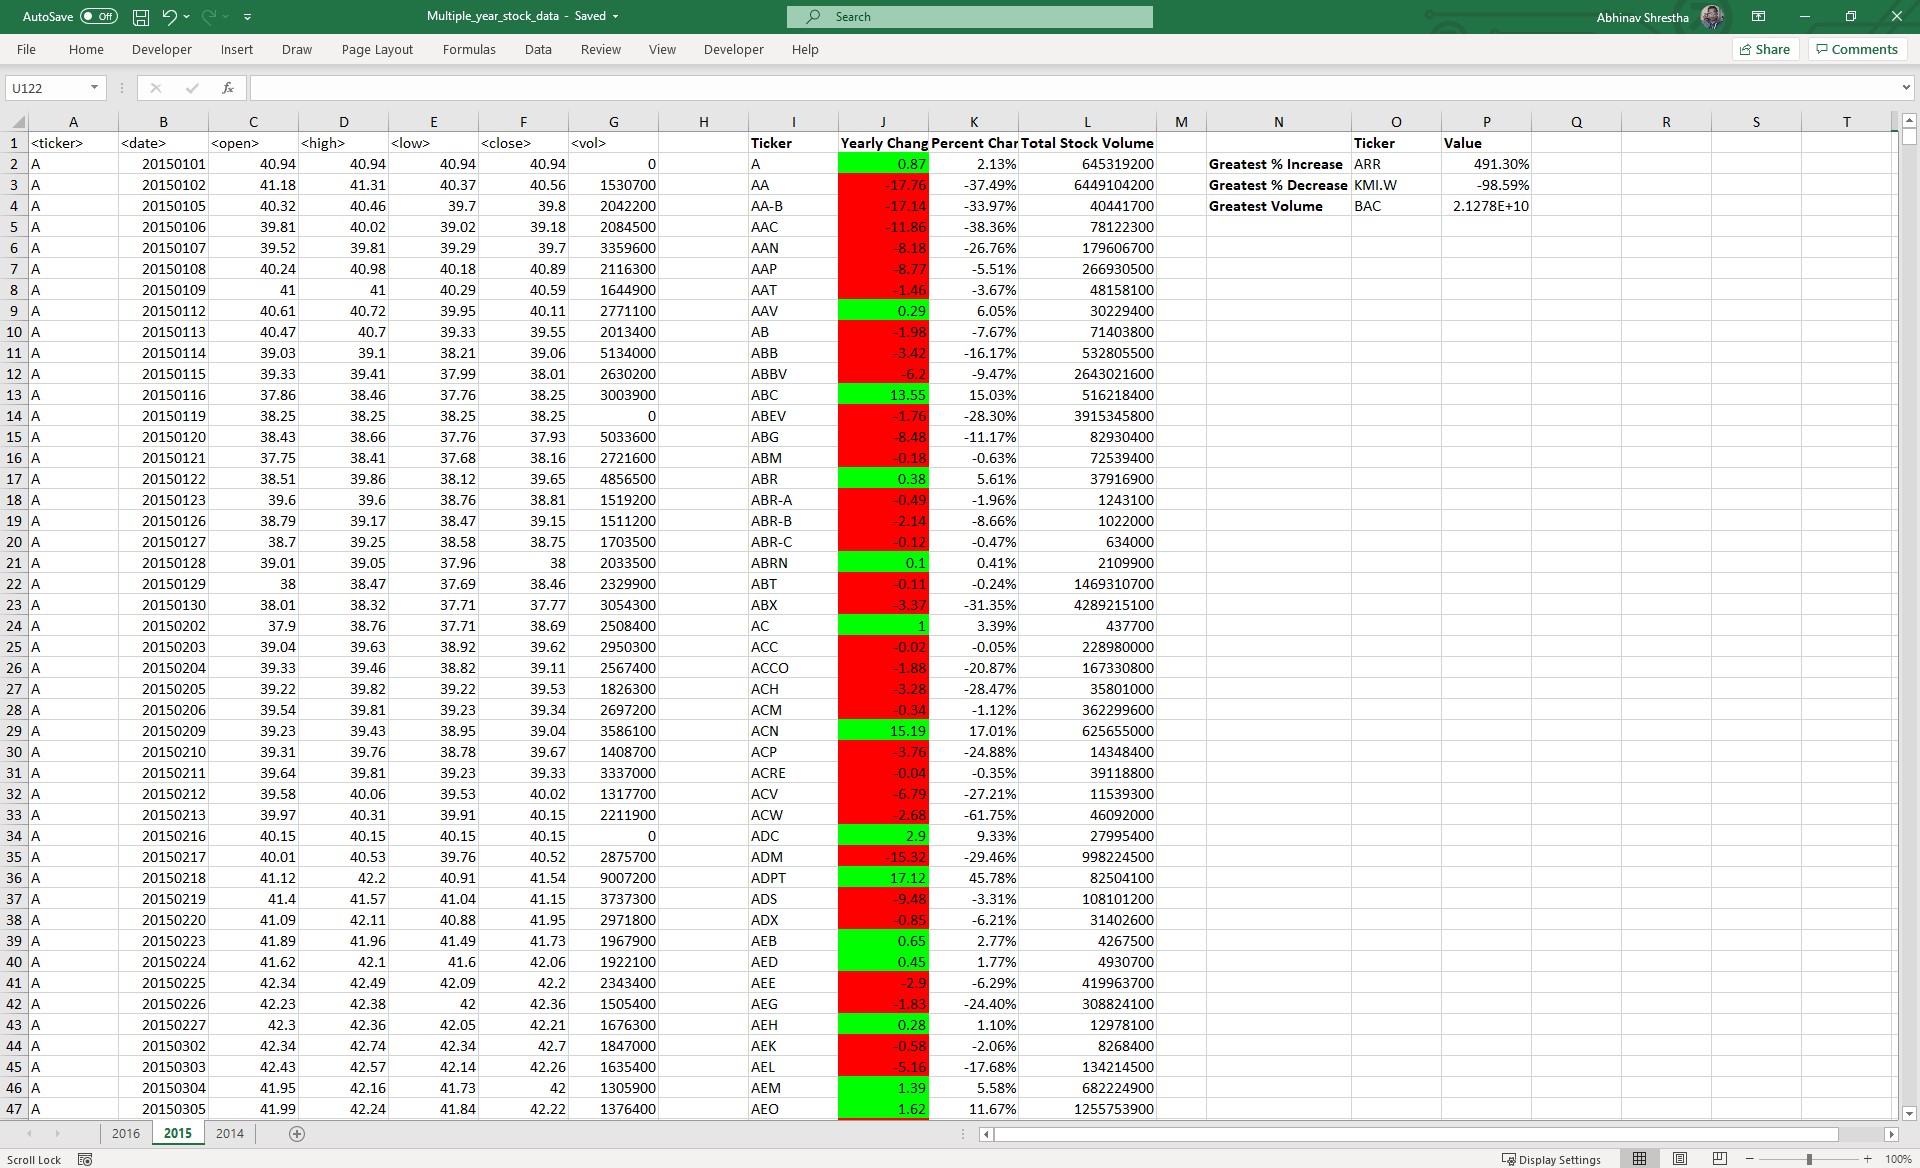 AutoSave Off Multiple_year_stock_data - Saved Search Abhinav Shrestha
File Home Developer Insert Draw Page Layout Formulas Data Review View Developer Help Share Comments
U122 fx
A B C D E F G H I J K L M N O P Q R S T
1 <ticker> <date> <open> <high> <low> <close> <vol> Ticker Yearly Chang Percent Char Total Stock Volume Ticker Value
2 A 20150101 40.94 40.94 40.94 40.94 0 A 0.87 2.13% 645319200 Greatest % Increase ARR 491.30%
3 A 20150102 41.18 41.31 40.37 40.56 1530700 AA -17.76 -37.49% 6449104200 Greatest % Decrease KMI.W -98.59%
4 A 20150105 40.32 40.46 39.7 39.8 2042200 AA-B -17.14 -33.97% 40441700 Greatest Volume BAC 2.1278E+10
5 A 20150106 39.81 40.02 39.02 39.18 2084500 AAC -11.86 -38.36% 78122300
6 A 20150107 39.52 39.81 39.29 39.7 3359600 AAN -8.18 -26.76% 179606700
7 A 20150108 40.24 40.98 40.18 40.89 2116300 AAP -8.77 -5.51% 266930500
8 A 20150109 41 41 40.29 40.59 1644900 AAT -1.46 -3.67% 48158100
9 A 20150112 40.61 40.72 39.95 40.11 2771100 AAV 0.29 6.05% 30229400
10 A 20150113 40.47 40.7 39.33 39.55 2013400 AB -1.98 -7.67% 71403800
11 A 20150114 39.03 39.1 38.21 39.06 5134000 ABB -3.42 -16.17% 532805500
12 A 20150115 39.33 39.41 37.99 38.01 2630200 ABBV -6.2 -9.47% 2643021600
13 A 20150116 37.86 38.46 37.76 38.25 3003900 ABC 13.55 15.03% 516218400
14 A 20150119 38.25 38.25 38.25 38.25 0 ABEV -1.76 -28.30% 3915345800
15 A 20150120 38.43 38.66 37.76 37.93 5033600 ABG -8.48 -11.17% 82930400
16 A 20150121 37.75 38.41 37.68 38.16 2721600 ABM -0.18 -0.63% 72539400
17 A 20150122 38.51 39.86 38.12 39.65 4856500 ABR 0.38 5.61% 37916900
18 A 20150123 39.6 39.6 38.76 38.81 1519200 ABR-A -0.49 -1.96% 1243100
19 A 20150126 38.79 39.17 38.47 39.15 1511200 ABR-B -2.14 -8.66% 1022000
20 A 20150127 38.7 39.25 38.58 38.75 1703500 ABR-C -0.12 -0.47% 634000
21 A 20150128 39.01 39.05 37.96 38 2033500 ABRN 0.1 0.41% 2109900
22 A 20150129 38 38.47 37.69 38.46 2329900 ABT -0.11 -0.24% 1469310700
23 A 20150130 38.01 38.32 37.71 37.77 3054300 ABX -3.37 -31.35% 4289215100
24 A 20150202 37.9 38.76 37.71 38.69 2508400 AC 1 3.39% 437700
25 A 20150203 39.04 39.63 38.92 39.62 2950300 ACC -0.02 -0.05% 228980000
26 A 20150204 39.33 39.46 38.82 39.11 2567400 ACCO -1.88 -20.87% 167330800
27 A 20150205 39.22 39.82 39.22 39.53 1826300 ACH -3.28 -28.47% 35801000
28 A 20150206 39.54 39.81 39.23 39.34 2697200 ACM -0.34 -1.12% 362299600
29 A 20150209 39.23 39.43 38.95 39.04 3586100 ACN 15.19 17.01% 625655000
30 A 20150210 39.31 39.76 38.78 39.67 1408700 ACP -3.76 -24.88% 14348400
31 A 20150211 39.64 39.81 39.23 39.33 3337000 ACRE -0.04 -0.35% 39118800
32 A 20150212 39.58 40.06 39.53 40.02 1317700 ACV -6.79 -27.21% 11539300
33 A 20150213 39.97 40.31 39.91 40.15 2211900 ACW -2.68 -61.75% 46092000
34 A 20150216 40.15 40.15 40.15 40.15 0 ADC 2.9 9.33% 27995400
35 A 20150217 40.01 40.53 39.76 40.52 2875700 ADM -15.32 -29.46% 998224500
36 A 20150218 41.12 42.2 40.91 41.54 9007200 ADPT 17.12 45.78% 82504100
37 A 20150219 41.4 41.57 41.04 41.15 3737300 ADS -9.48 -3.31% 108101200
38 A 20150220 41.09 42.11 40.88 41.95 2971800 ADX -0.85 -6.21% 31402600
39 A 20150223 41.89 41.96 41.49 41.73 1967900 AEB 0.65 2.77% 4267500
40 A 20150224 41.62 42.1 41.6 42.06 1922100 AED 0.45 1.77% 4930700
41 A 20150225 42.34 42.49 42.09 42.2 2343400 AEE -2.9 -6.29% 419963700
42 A 20150226 42.23 42.38 42 42.36 1505400 AEG -1.83 -24.40% 308824100
43 A 20150227 42.3 42.36 42.05 42.21 1676300 AEH 0.28 1.10% 12978100
44 A 20150302 42.34 42.74 42.34 42.7 1847000 AEK -0.58 -2.06% 8268400
45 A 20150303 42.43 42.57 42.14 42.26 1635400 AEL -5.16 -17.68% 134214500
46 A 20150304 41.95 42.16 41.73 42 1305900 AEM 1.39 5.58% 682224900
47 A 20150305 41.99 42.24 41.84 42.22 1376400 AEO 1.62 11.67% 1255753900
2016 2015 2014
Scroll Lock Display Settings 100%